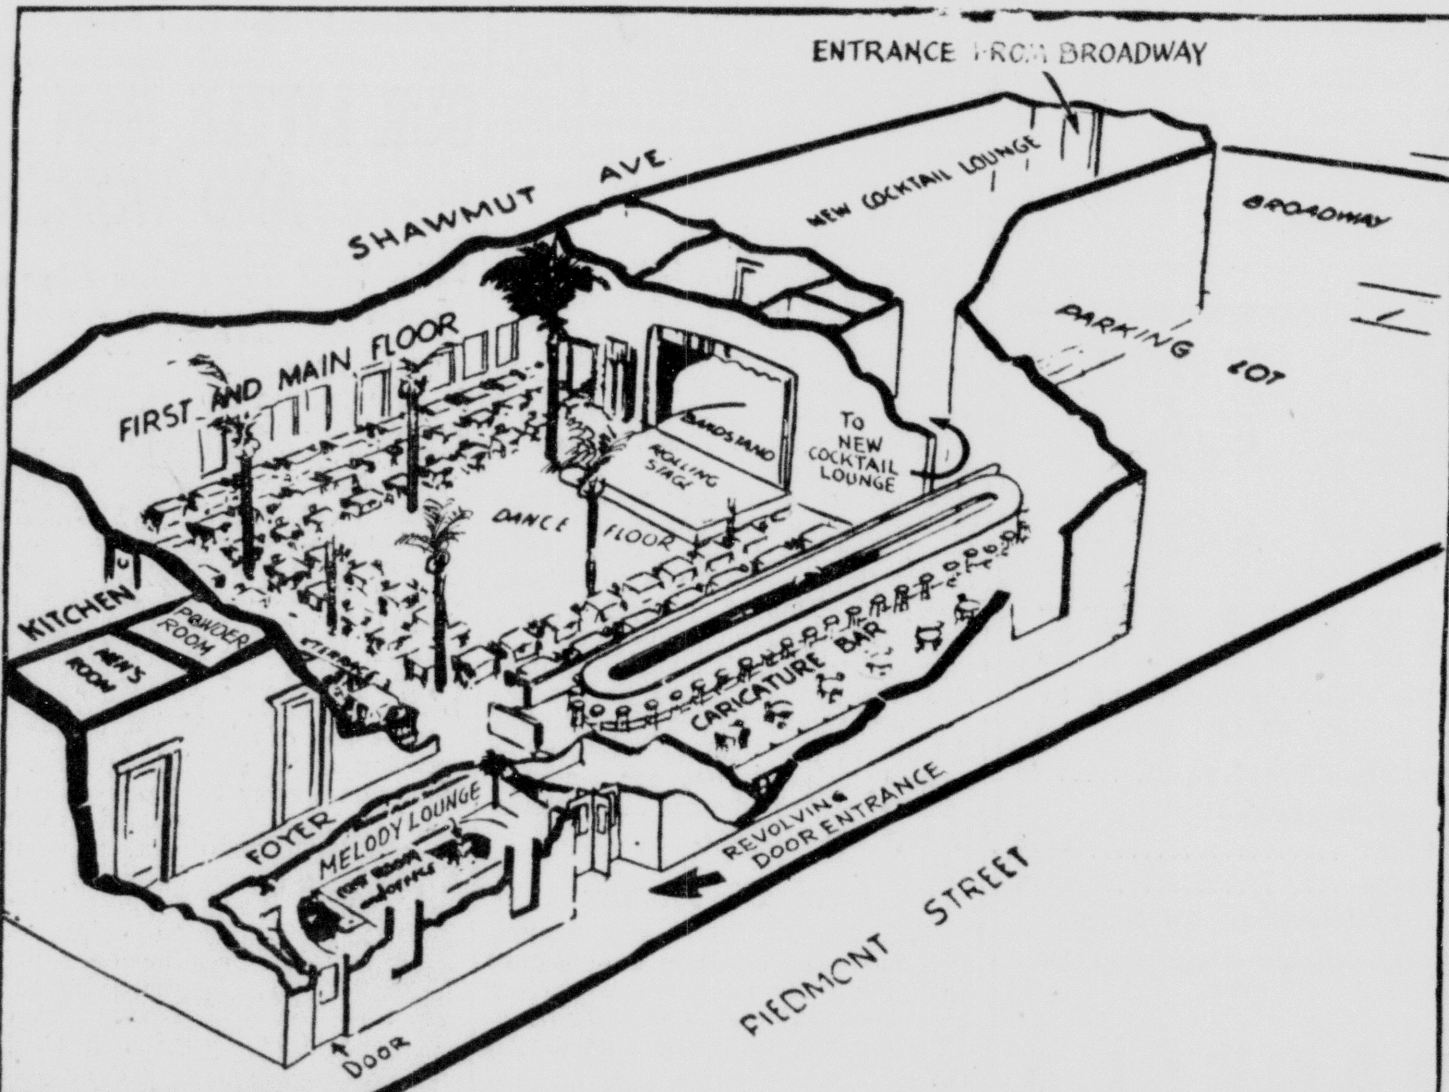 ENTRANCE FROM BROADWAY
SHAWMUT AVE.
NEW COCKTAIL LOUNGE
BROADWAY
PARKING LOT
FIRST AND MAIN FLOOR
BANDSTAND
ROLLING
STAGE
TO
NEW
COCKTAIL
LOUNGE
DANCE FLOOR
KITCHEN
POWDER
ROOM
MEN'S
ROOM
TERRACE
CARICATURE BAR
FOYER
MELODY LOUNGE
REVOLVING
DOOR ENTRANCE
PIEDMONT STREET
DOOR